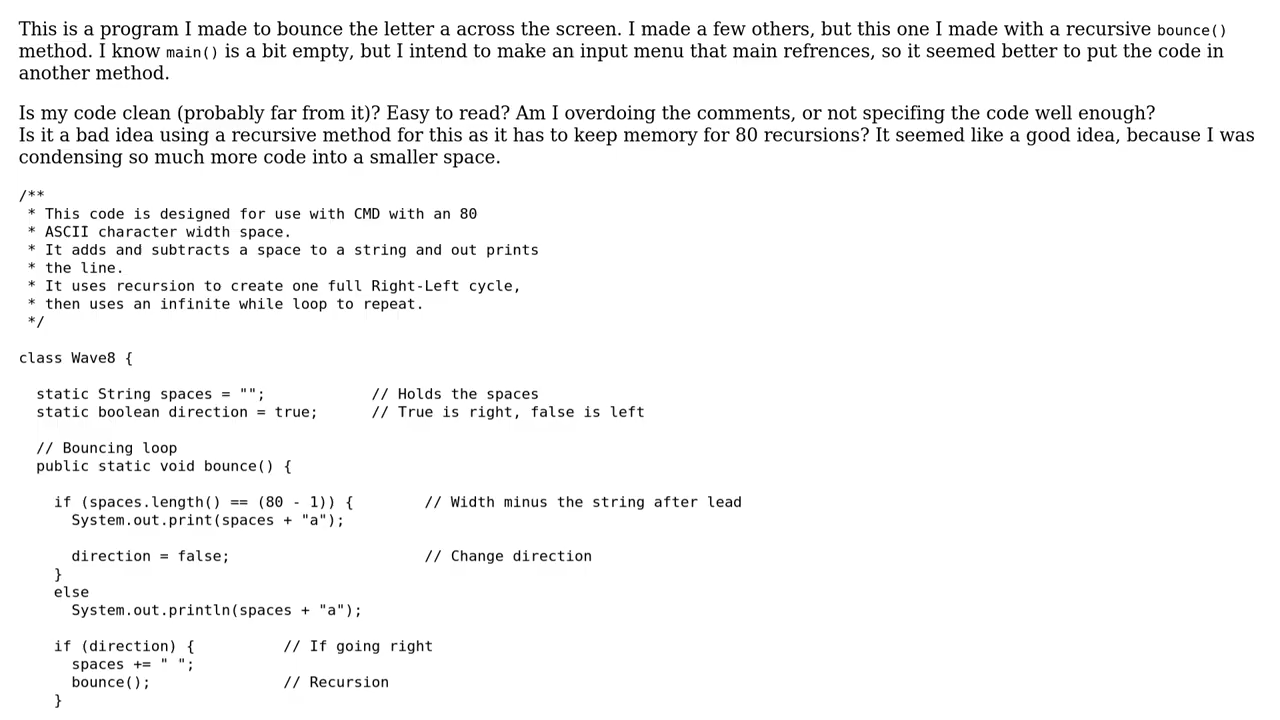 This is a program I made to bounce the letter a across the screen. I made a few others, but this one I made with a recursive bounce()
method. I know main() is a bit empty, but I intend to make an input menu that main refrences, so it seemed better to put the code in
another method.
Is my code clean (probably far from it)? Easy to read? Am I overdoing the comments, or not specifing the code well enough?
Is it a bad idea using a recursive method for this as it has to keep memory for 80 recursions? It seemed like a good idea, because I was
condensing so much more code into a smaller space.
/**
 * This code is designed for use with CMD with an 80
 * ASCII character width space.
 * It adds and subtracts a space to a string and out prints
 * the line.
 * It uses recursion to create one full Right-Left cycle,
 * then uses an infinite while loop to repeat.
 */
class Wave8 {
  static String spaces = "";            // Holds the spaces
  static boolean direction = true;      // True is right, false is left
  // Bouncing loop
  public static void bounce() {
    if (spaces.length() == (80 - 1)) {        // Width minus the string after lead
      System.out.print(spaces + "a");
      direction = false;                      // Change direction
    }
    else
      System.out.println(spaces + "a");
    if (direction) {          // If going right
      spaces += " ";
      bounce();               // Recursion
    }